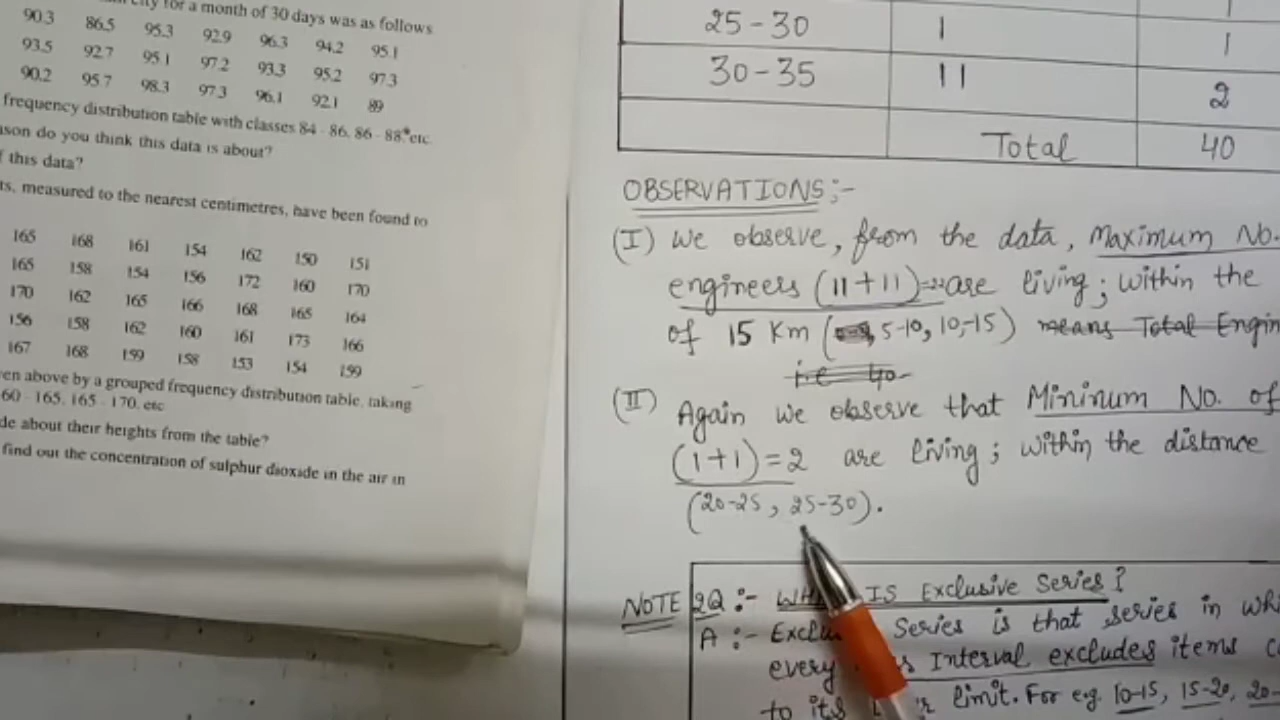 city for a month of 30 days was as follows
90.3 86.5 95.3 92.9 96.3 94.2 95.1
93.5 92.7 95.1 97.2 93.3 95.2 97.3
90.2 95.7 98.3 97.3 96.1 92.1 89
frequency distribution table with classes 84 - 86, 86 - 88 etc.
son do you think this data is about?
f this data?
ts, measured to the nearest centimetres, have been found to
165 168 161 154 162 150 151
165 158 154 156 172 160 170
170 162 165 166 168 165 164
156 158 162 160 161 173 166
167 168 159 158 153 154 159
en above by a grouped frequency distribution table, taking
60 - 165, 165 - 170, etc
de about their heights from the table?
find out the concentration of sulphur dioxide in the air in
25-30 1 1
30-35 11 2
Total 40
OBSERVATIONS:-
(I) We observe, from the data, Maximum No.
engineers (11+11)=22 are living; within the
of 15 Km (5-10, 10-15) means Total Engin
i.e 40
(II) Again we observe that Mininum No. of
(1+1)=2 are living; within the distance
(20-25, 25-30).
NOTE 2Q:- IS Exclusive Series?
A:- Series is that series in whi
every Interval excludes items
to its limit. For eg. 10-15, 15-20, 20-